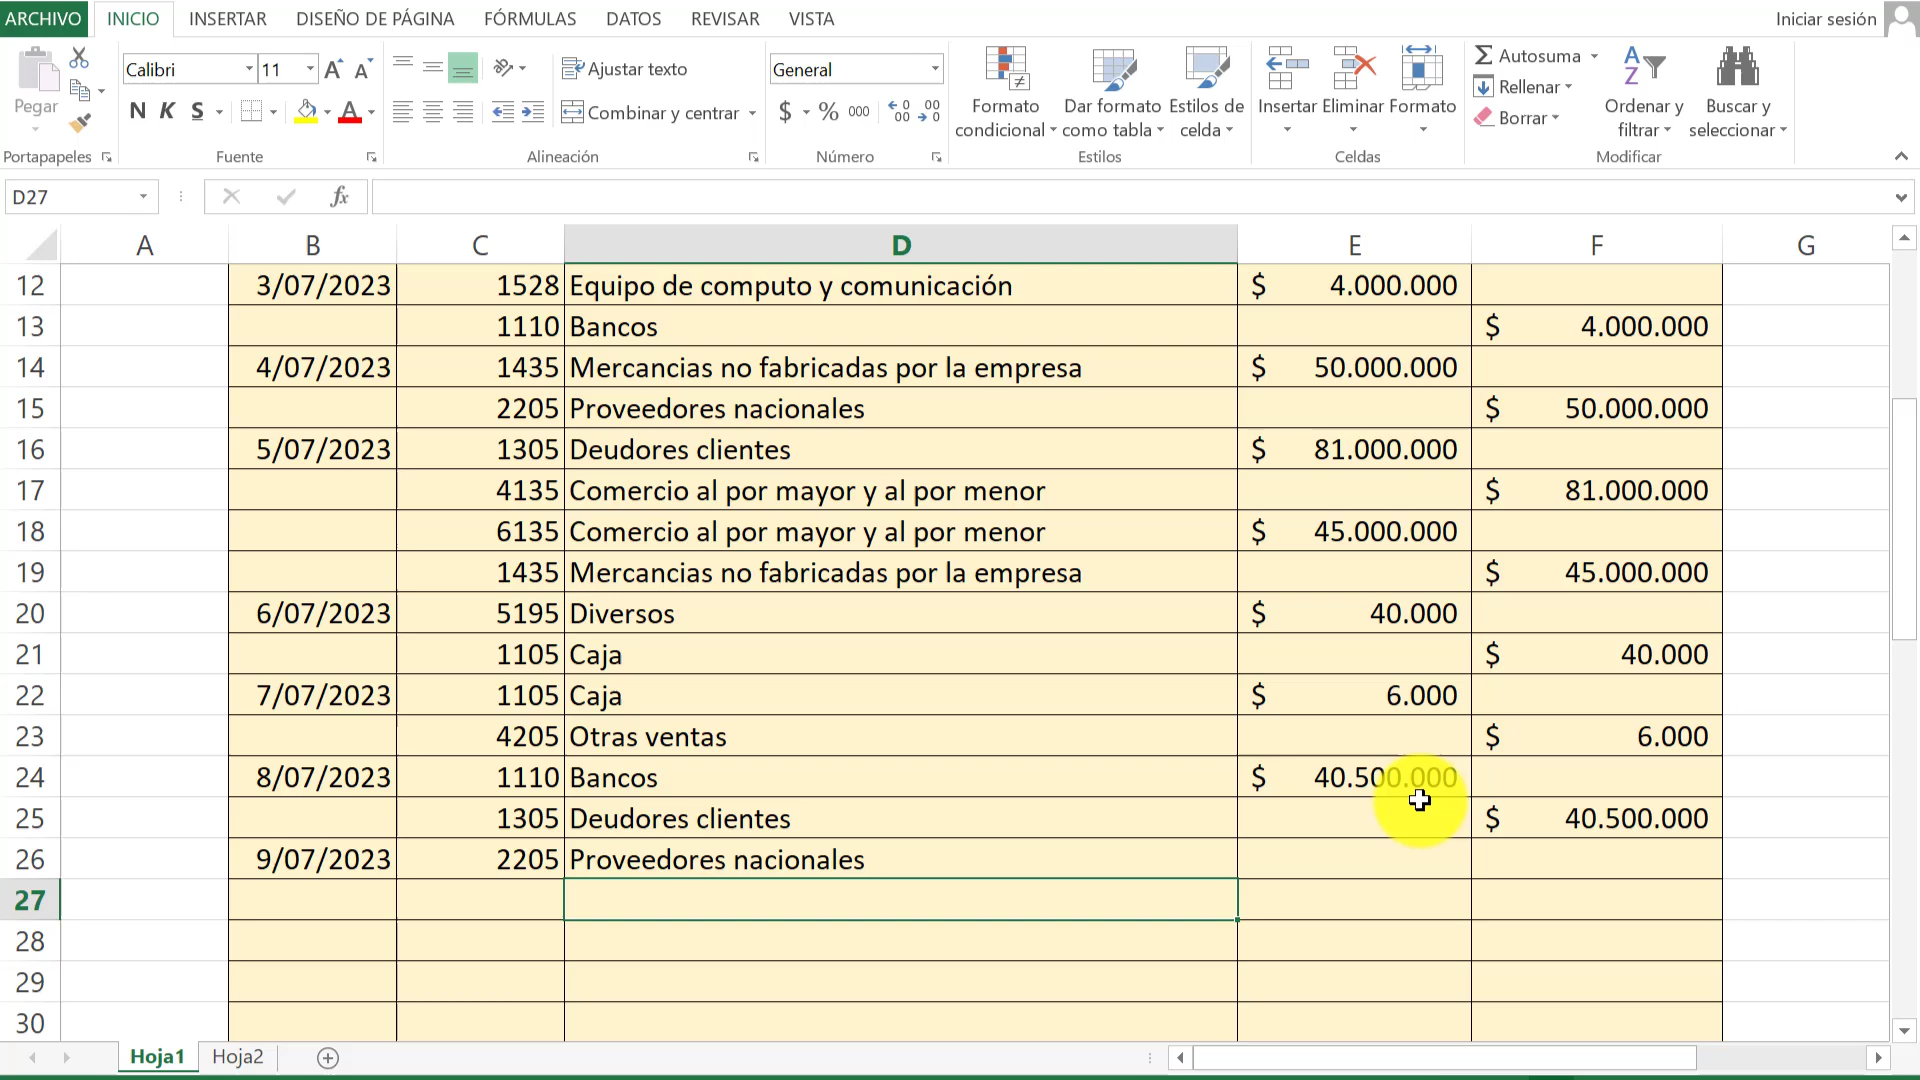 ARCHIVO INICIO INSERTAR DISEÑO DE PÁGINA FÓRMULAS DATOS REVISAR VISTA Iniciar sesión
Pegar
Portapapeles
Calibri 11 A A
N K S A
Fuente
Ajustar texto
Combinar y centrar
Alineación
General
$ % 000 ,0 ,00 ,00 ,0
Número
Formato condicional
Dar formato como tabla
Estilos de celda
Estilos
Insertar Eliminar Formato
Celdas
Σ Autosuma
Rellenar
Borrar
Ordenar y filtrar
Buscar y seleccionar
Modificar
D27 fx
A B C D E F G
12 3/07/2023 1528 Equipo de computo y comunicación $ 4.000.000
13 1110 Bancos $ 4.000.000
14 4/07/2023 1435 Mercancias no fabricadas por la empresa $ 50.000.000
15 2205 Proveedores nacionales $ 50.000.000
16 5/07/2023 1305 Deudores clientes $ 81.000.000
17 4135 Comercio al por mayor y al por menor $ 81.000.000
18 6135 Comercio al por mayor y al por menor $ 45.000.000
19 1435 Mercancias no fabricadas por la empresa $ 45.000.000
20 6/07/2023 5195 Diversos $ 40.000
21 1105 Caja $ 40.000
22 7/07/2023 1105 Caja $ 6.000
23 4205 Otras ventas $ 6.000
24 8/07/2023 1110 Bancos $ 40.500.000
25 1305 Deudores clientes $ 40.500.000
26 9/07/2023 2205 Proveedores nacionales
27
28
29
30
Hoja1 Hoja2